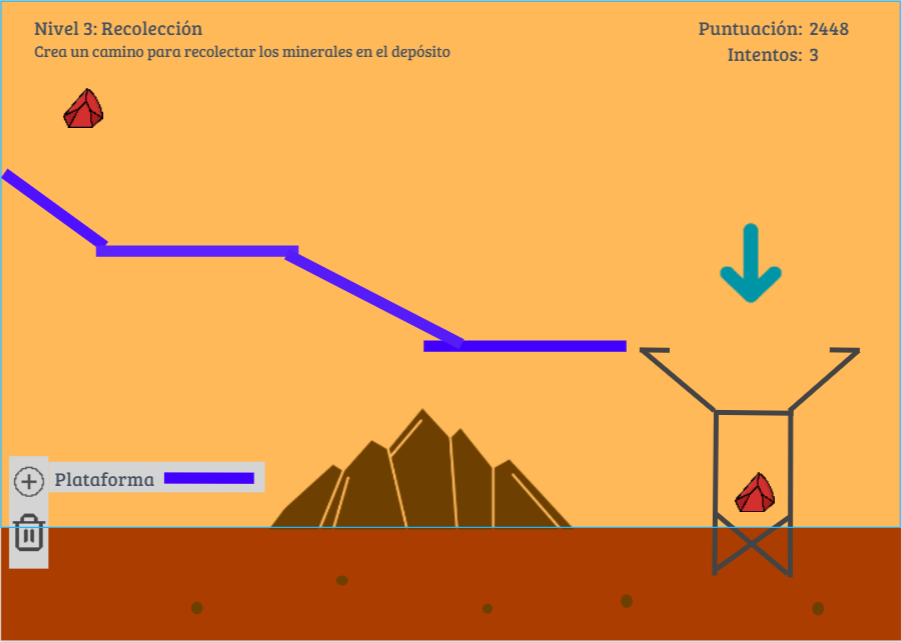 Nivel 3: Recolección
Crea un camino para recolectar los minerales en el depósito
Puntuación: 2448
Intentos: 3
Plataforma